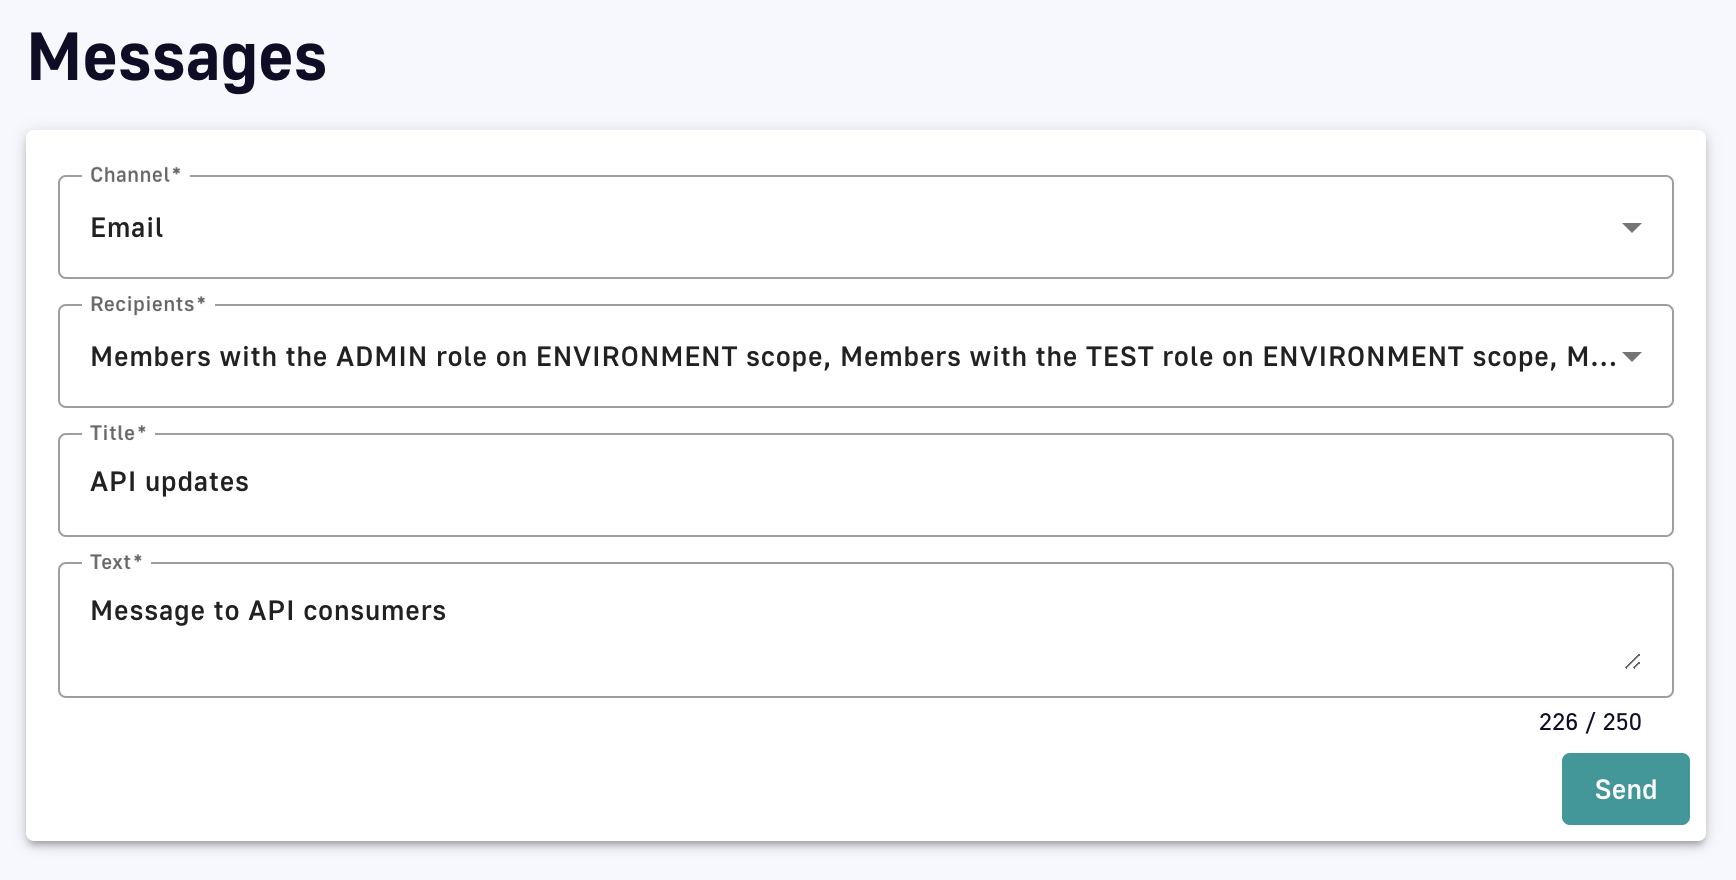 Messages
Channel*
Email
Recipients*
Members with the ADMIN role on ENVIRONMENT scope, Members with the TEST role on ENVIRONMENT scope, M...
Title*
API updates
Text*
Message to API consumers
226 / 250
Send